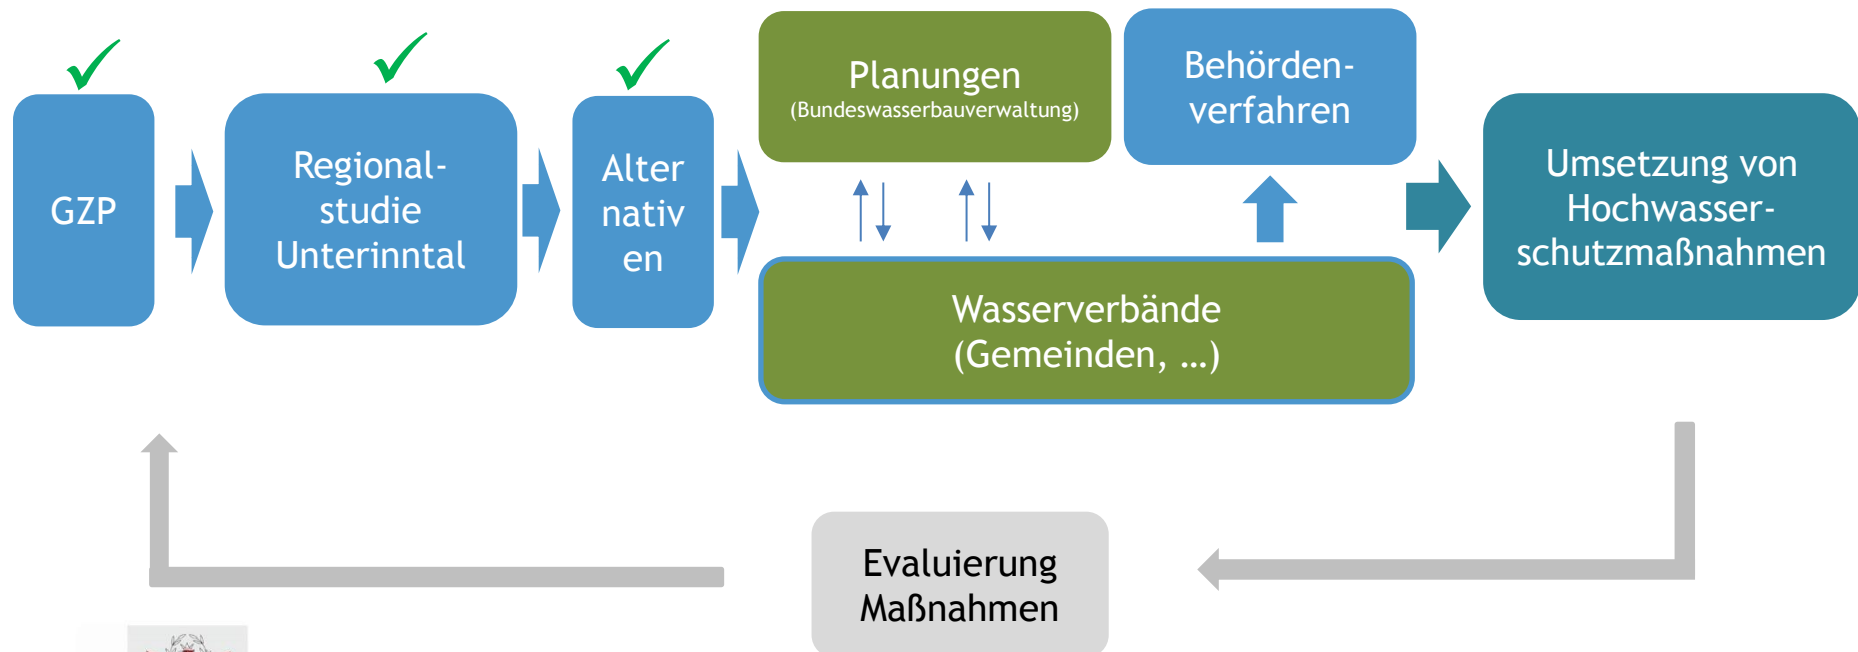 GZP
Regional-
studie
Unterinntal
Alter
nativ
en
Planungen
(Bundeswasserbauverwaltung)
Behörden-
verfahren
Wasserverbände
(Gemeinden, …)
Umsetzung von
Hochwasser-
schutzmaßnahmen
Evaluierung
Maßnahmen